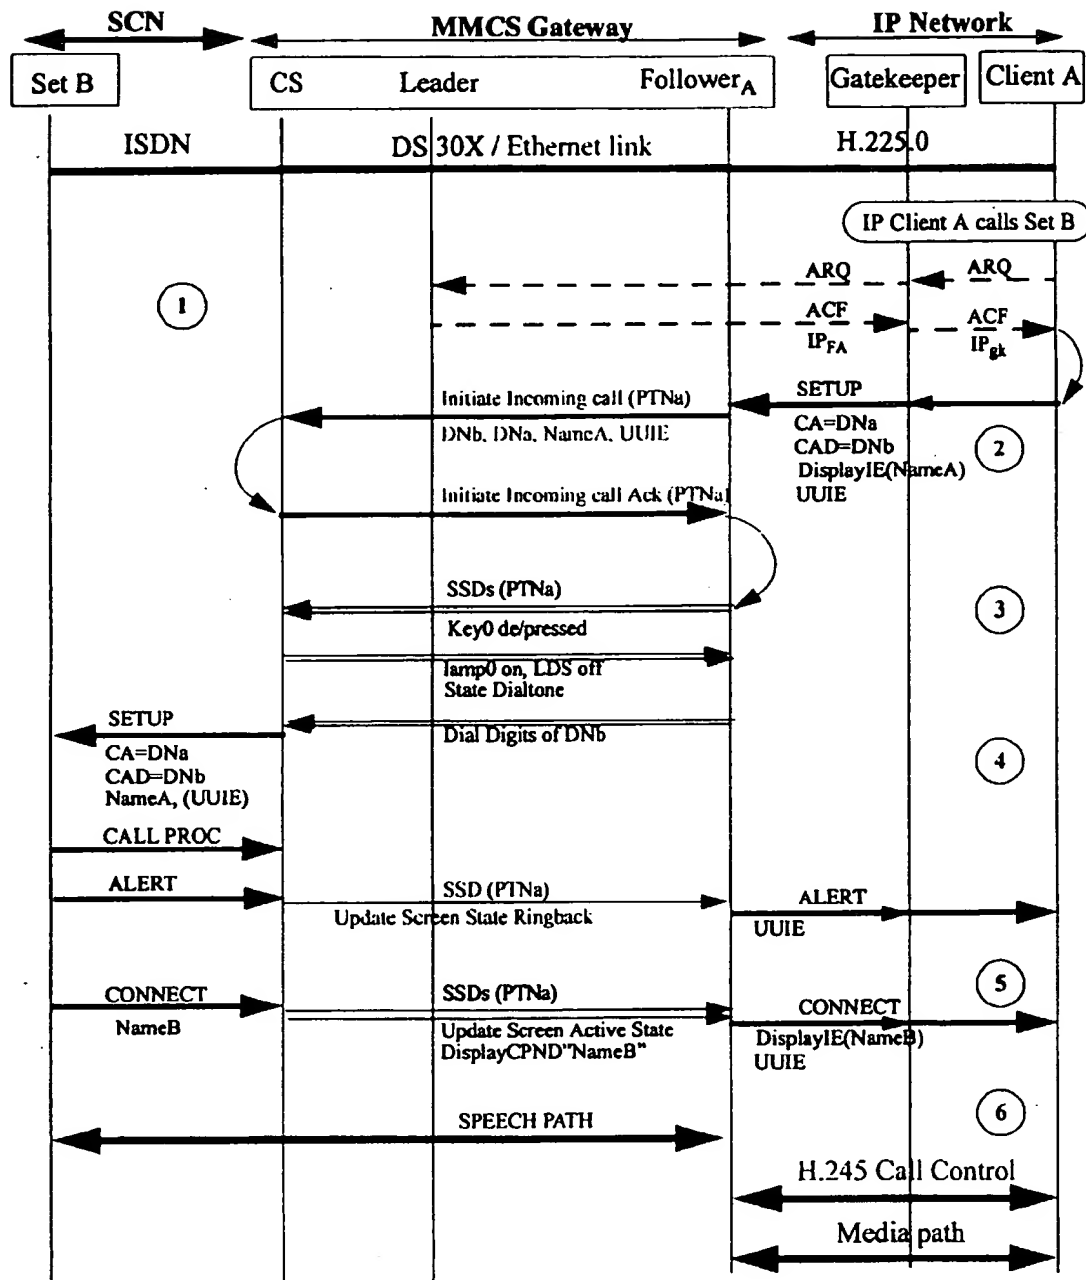 SCN
MMCS Gateway
IP Network
Set B
CS
Leader
FollowerA
Gatekeeper
Client A
ISDN
DS 30X / Ethernet link
H.225.0
IP Client A calls Set B
ARQ
ARQ
1
ACF
ACF
IPFA
IPgk
Initiate Incoming call (PTNa)
SETUP
DNb, DNa, NameA, UUIE
CA=DNa
CAD=DNb
2
DisplayIE(NameA)
UUIE
Initiate Incoming call Ack (PTNa)
SSDs (PTNa)
3
Key0 de/pressed
lamp0 on, LDS off
State Dialtone
SETUP
Dial Digits of DNb
CA=DNa
CAD=DNb
NameA, (UUIE)
4
CALL PROC
ALERT
SSD (PTNa)
ALERT
Update Screen State Ringback
UUIE
5
CONNECT
SSDs (PTNa)
CONNECT
NameB
Update Screen Active State
DisplayCPND"NameB"
DisplayIE(NameB)
UUIE
6
SPEECH PATH
H.245 Call Control
Media path